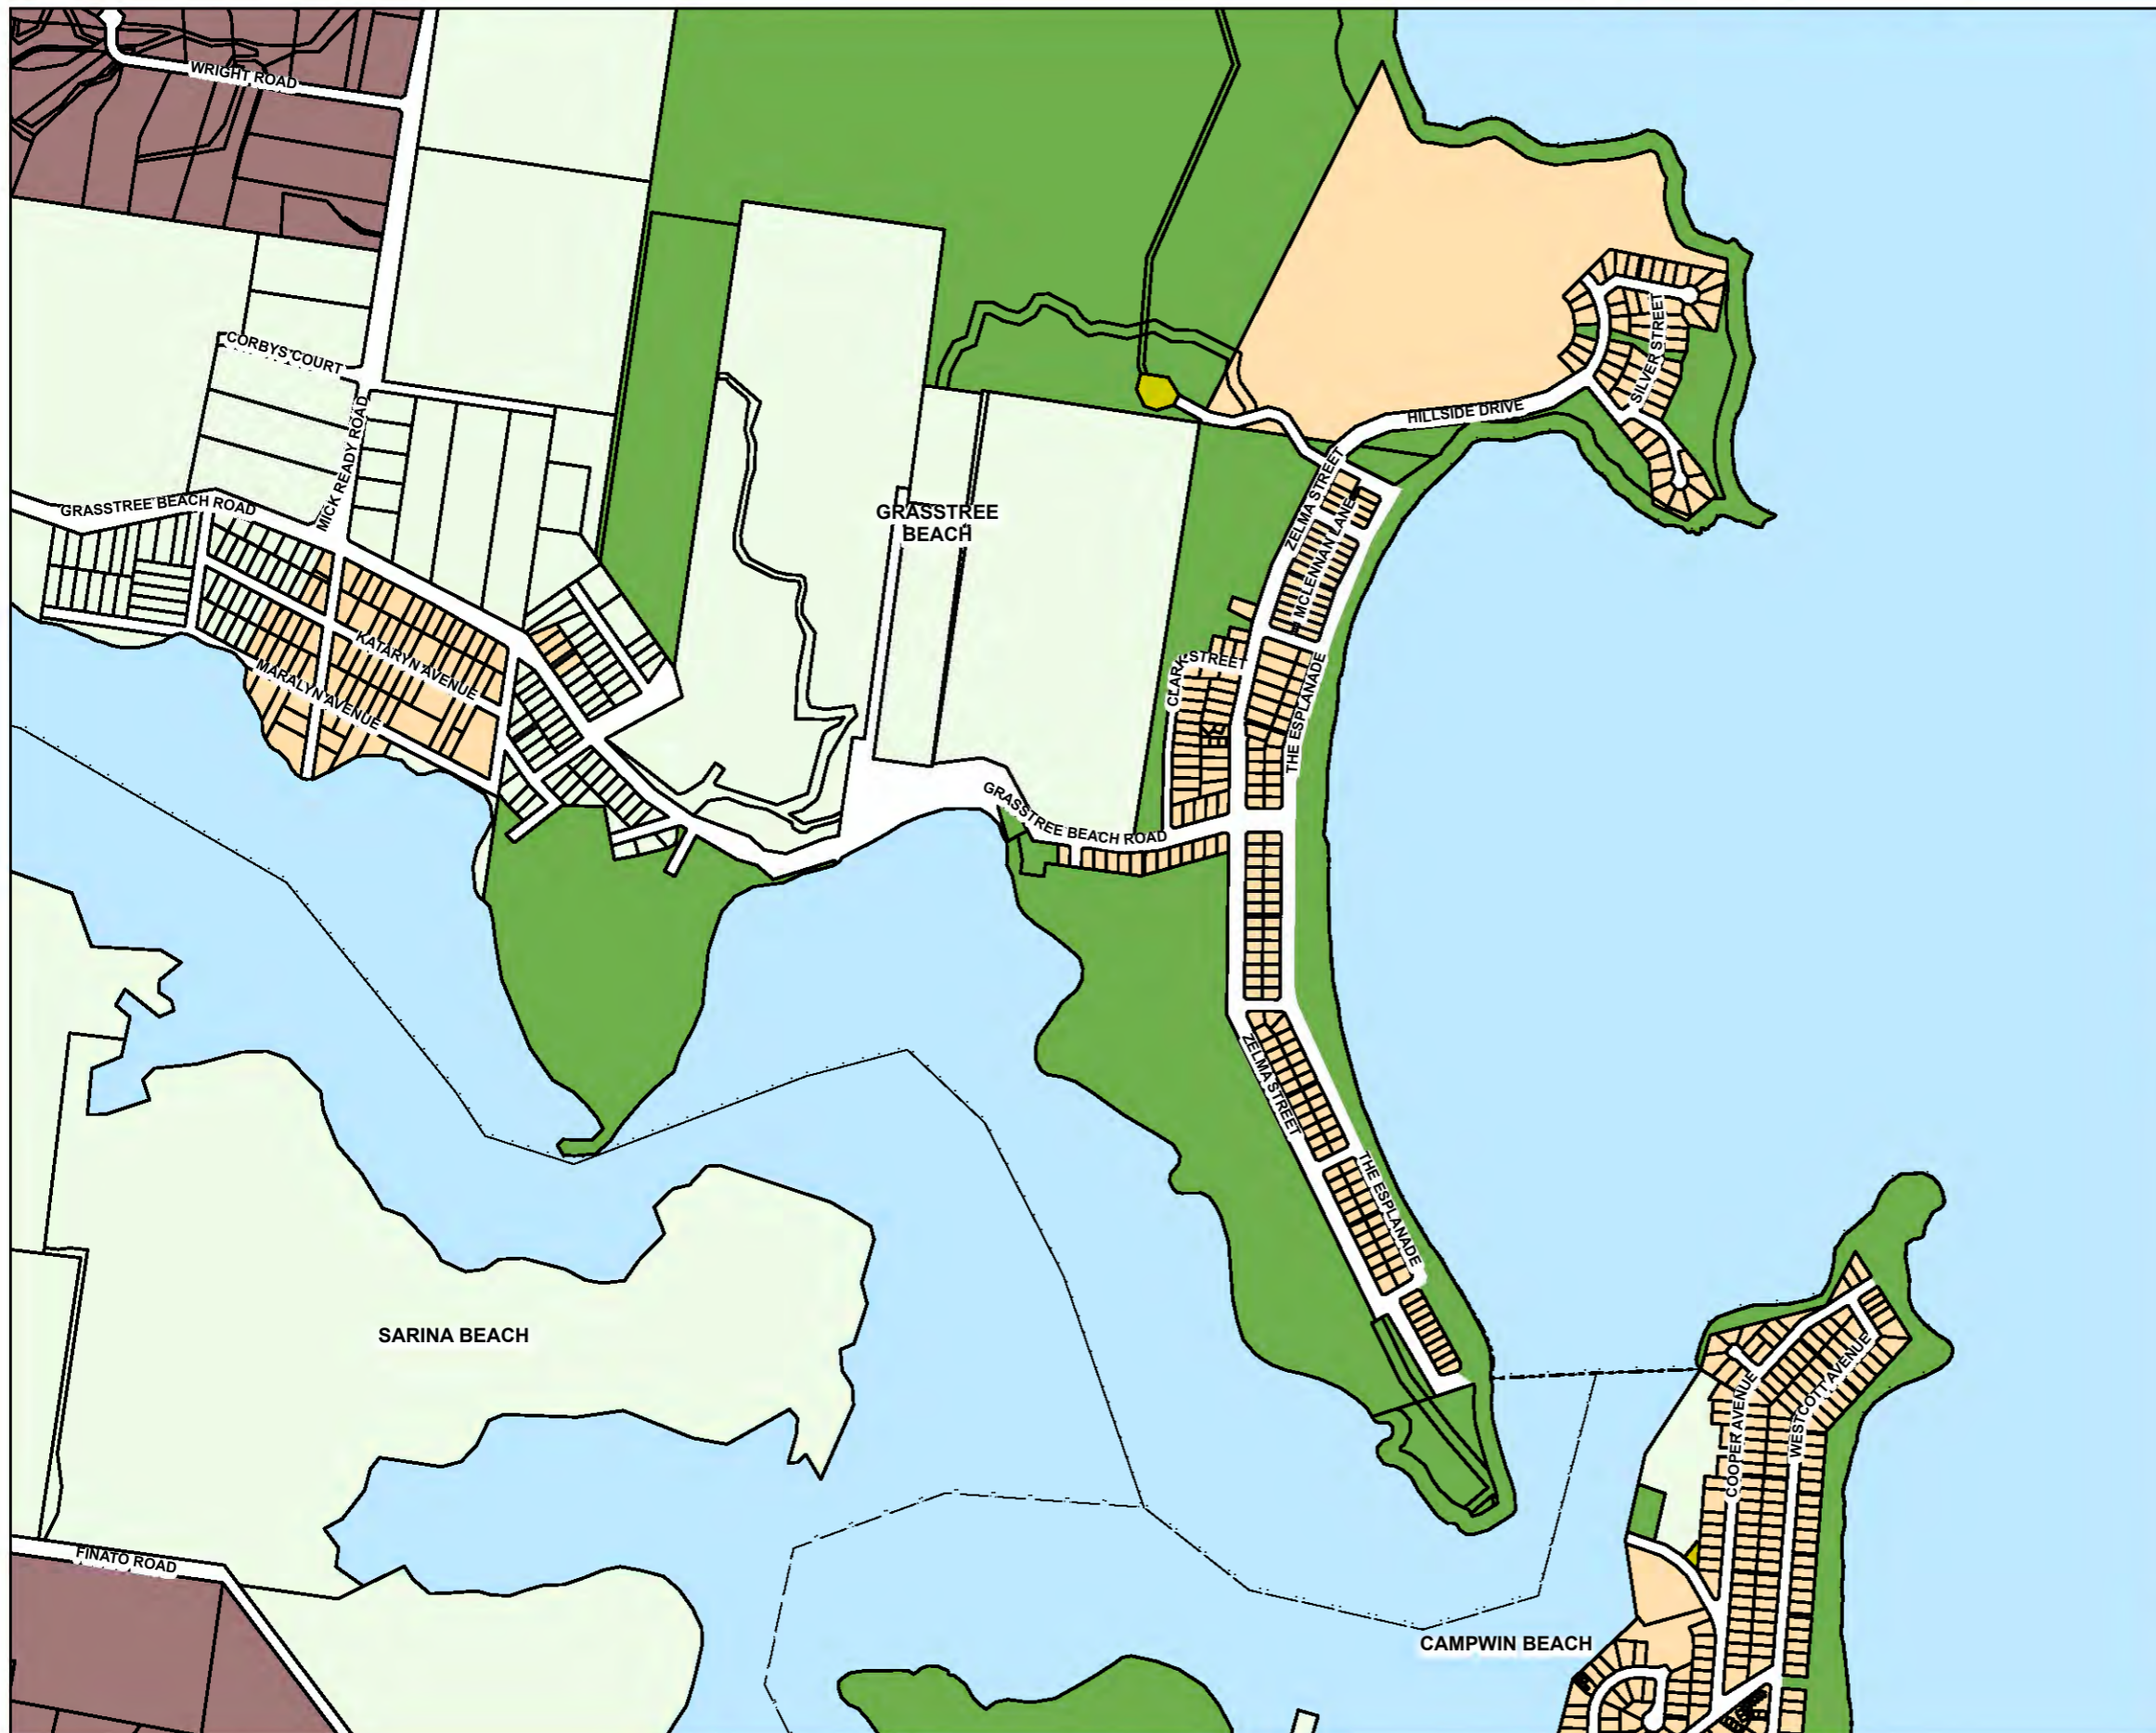 WRIGHT ROAD
CORBYS COURT
SILVER STREET
HILLSIDE DRIVE
MICK READY ROAD
GRASSTREE BEACH ROAD
ZELMA STREET
MCLENNAN LANE
GRASSTREE
BEACH
KATARYN AVENUE
MARALYN AVENUE
CLARK STREET
THE ESPLANADE
GRASSTREE BEACH ROAD
ZELMA STREET
THE ESPLANADE
SARINA BEACH
COOPER AVENUE
WESTCOTT AVENUE
FINATO ROAD
CAMPWIN BEACH